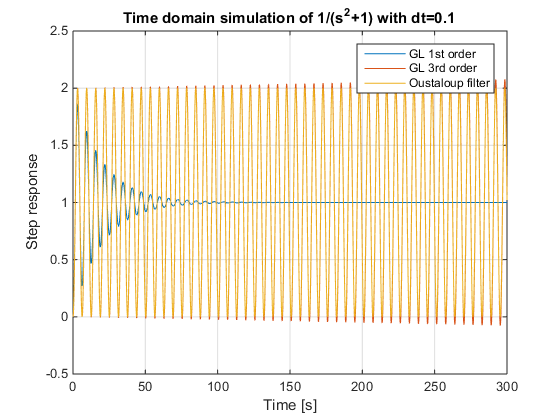 Time domain simulation of 1/(s²+1) with dt=0.1
GL 1st order
GL 3rd order
Oustaloup filter
2.5
2
1.5
1
0.5
0
-0.5
Step response
0 50 100 150 200 250 300
Time [s]